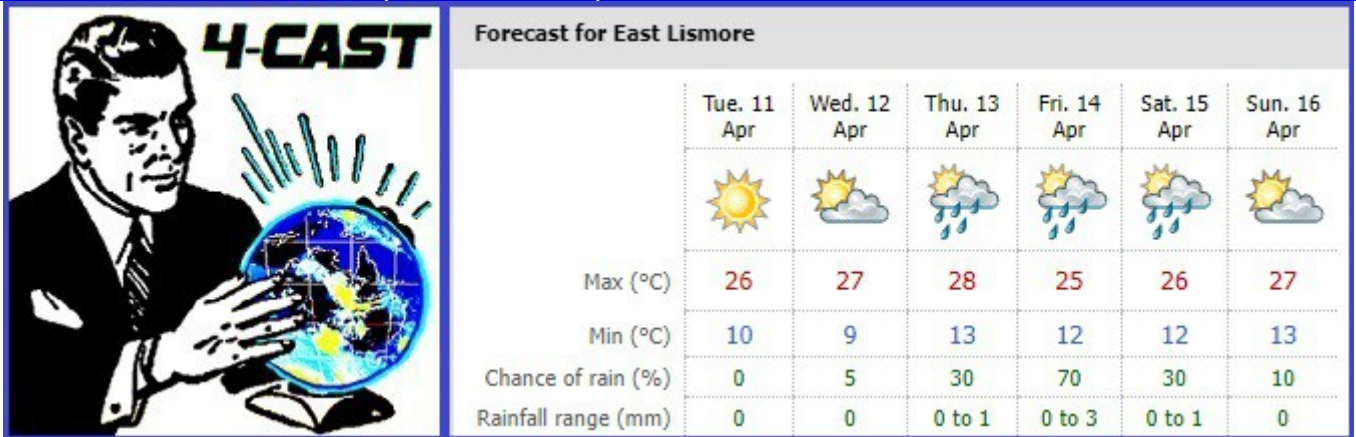 4-CAST
Forecast for East Lismore
Tue. 11 Wed. 12 Thu. 13 Fri. 14 Sat. 15 Sun. 16
Apr Apr Apr Apr Apr Apr
Max (°C) 26 27 28 25 26 27
Min (°C) 10 9 13 12 12 13
Chance of rain (%) 0 5 30 70 30 10
Rainfall range (mm) 0 0 0 to 1 0 to 3 0 to 1 0